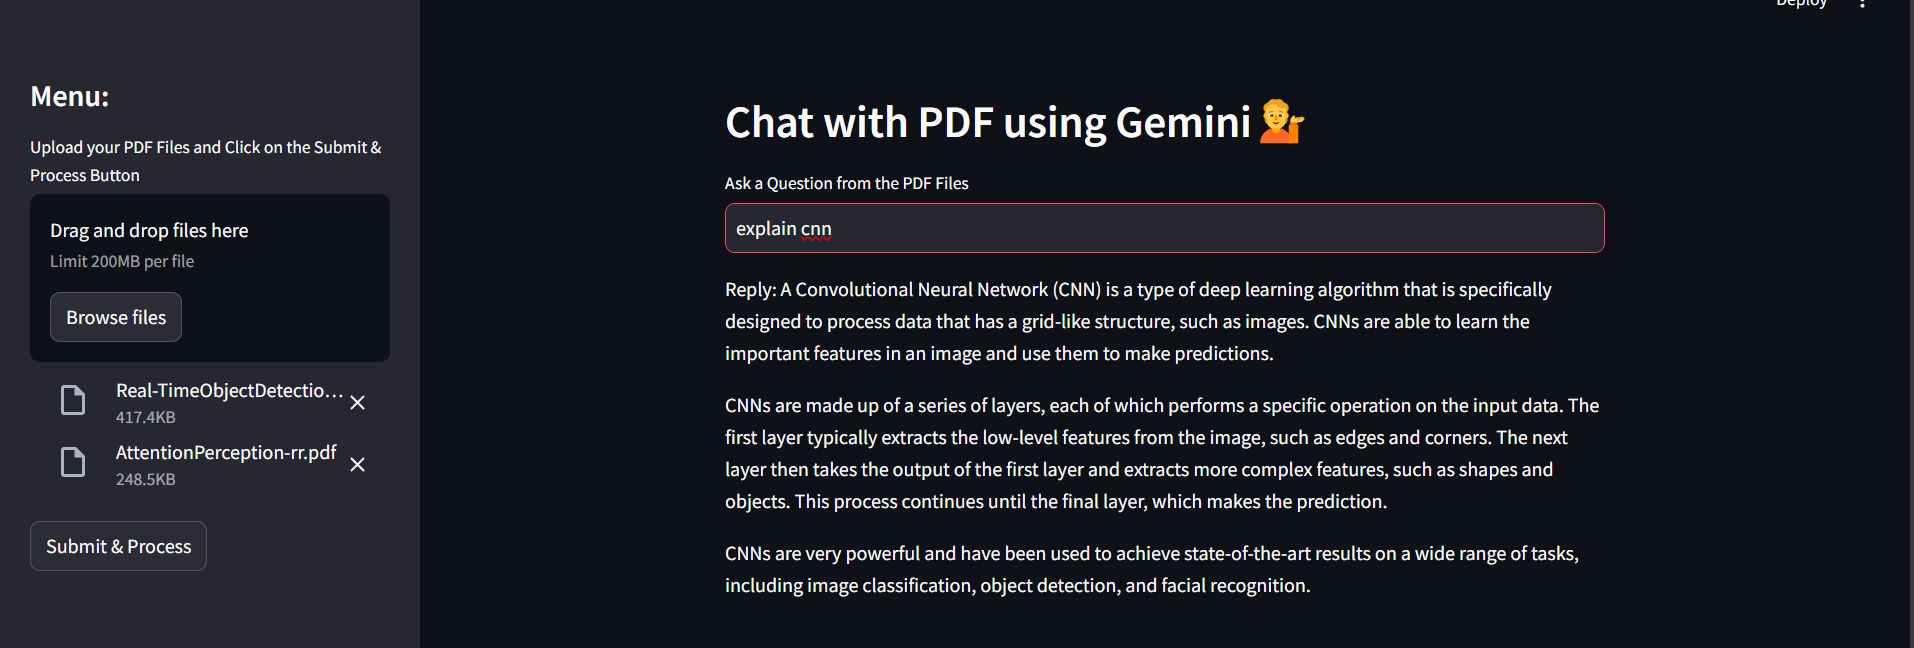 Deploy
Menu:
Upload your PDF Files and Click on the Submit &
Process Button
Drag and drop files here
Limit 200MB per file
Browse files
Real-TimeObjectDetectio...
417.4KB
AttentionPerception-rr.pdf
248.5KB
Submit & Process
Chat with PDF using Gemini
Ask a Question from the PDF Files
explain cnn
Reply: A Convolutional Neural Network (CNN) is a type of deep learning algorithm that is specifically
designed to process data that has a grid-like structure, such as images. CNNs are able to learn the
important features in an image and use them to make predictions.
CNNs are made up of a series of layers, each of which performs a specific operation on the input data. The
first layer typically extracts the low-level features from the image, such as edges and corners. The next
layer then takes the output of the first layer and extracts more complex features, such as shapes and
objects. This process continues until the final layer, which makes the prediction.
CNNs are very powerful and have been used to achieve state-of-the-art results on a wide range of tasks,
including image classification, object detection, and facial recognition.